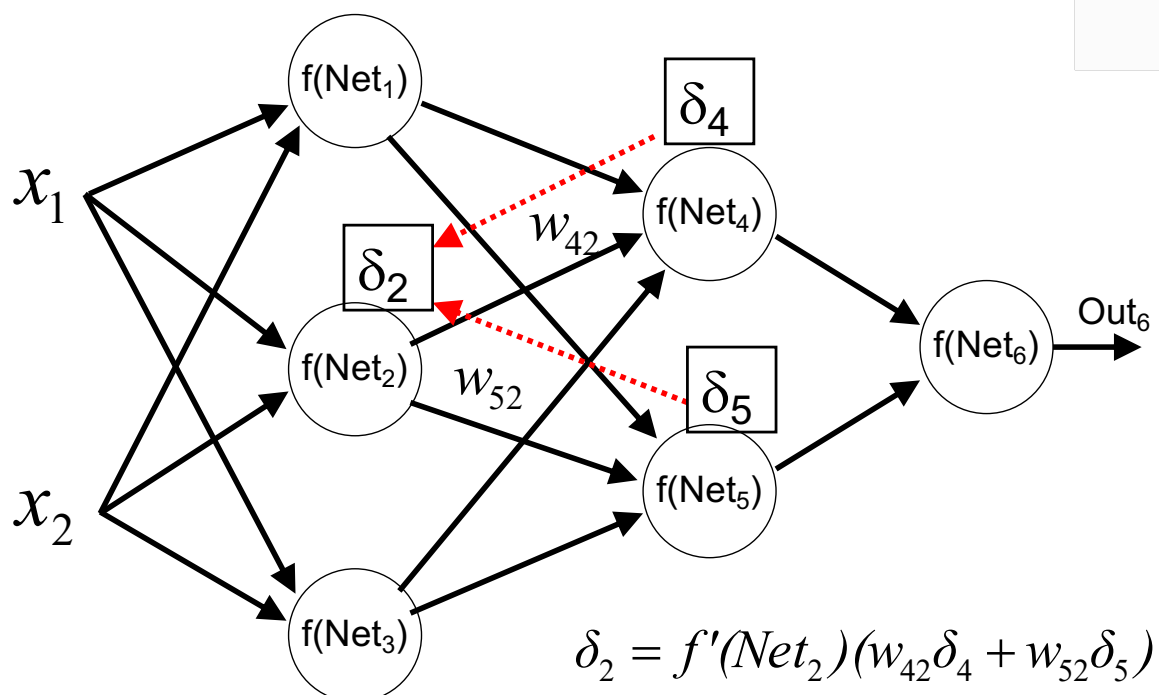 f(Net₁)
δ₄
x₁
f(Net₄)
w₄₂
δ₂
Out₆
f(Net₆)
f(Net₂)
w₅₂
δ₅
f(Net₅)
x₂
f(Net₃)
δ₂ = f′(Net₂)(w₄₂δ₄ + w₅₂δ₅)